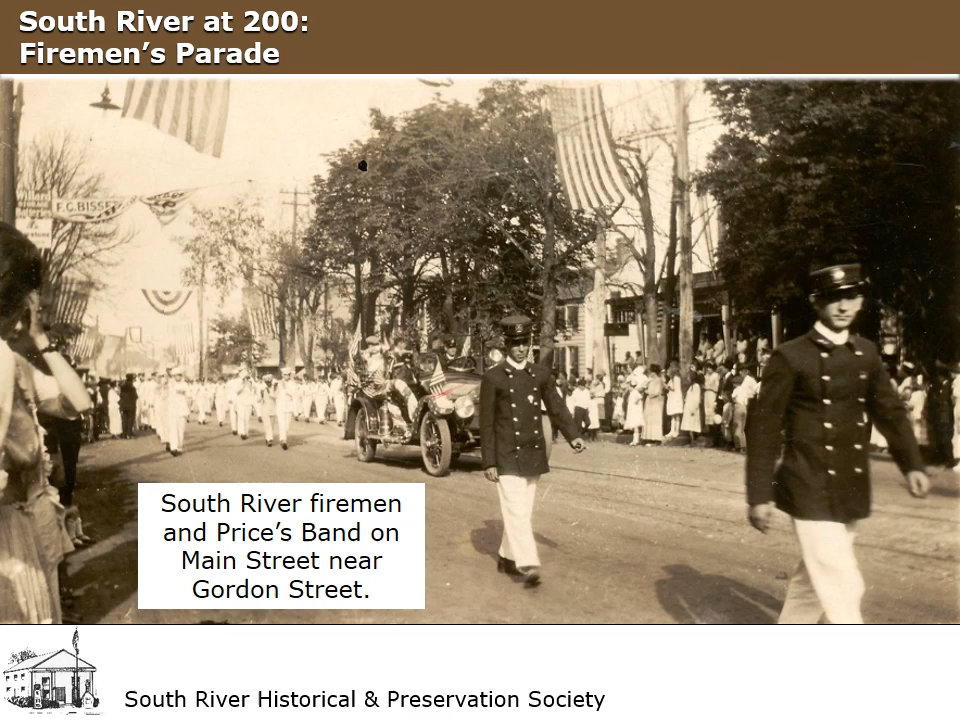 South River at 200:
Firemen’s Parade
F.C. BISSE
South River firemen
and Price’s Band on
Main Street near
Gordon Street.
South River Historical & Preservation Society